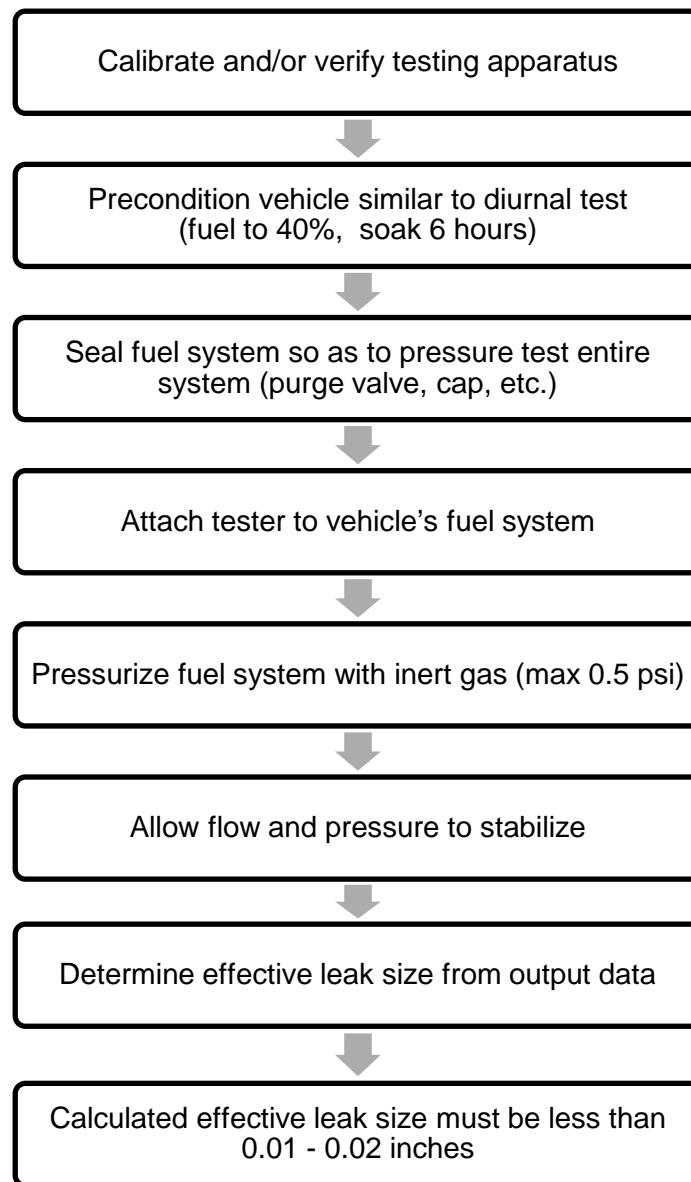 Calibrate and/or verify testing apparatus
Precondition vehicle similar to diurnal test
(fuel to 40%,  soak 6 hours)
Seal fuel system so as to pressure test entire
system (purge valve, cap, etc.)
Attach tester to vehicle’s fuel system
Pressurize fuel system with inert gas (max 0.5 psi)
Allow flow and pressure to stabilize
Determine effective leak size from output data
Calculated effective leak size must be less than
0.01 - 0.02 inches